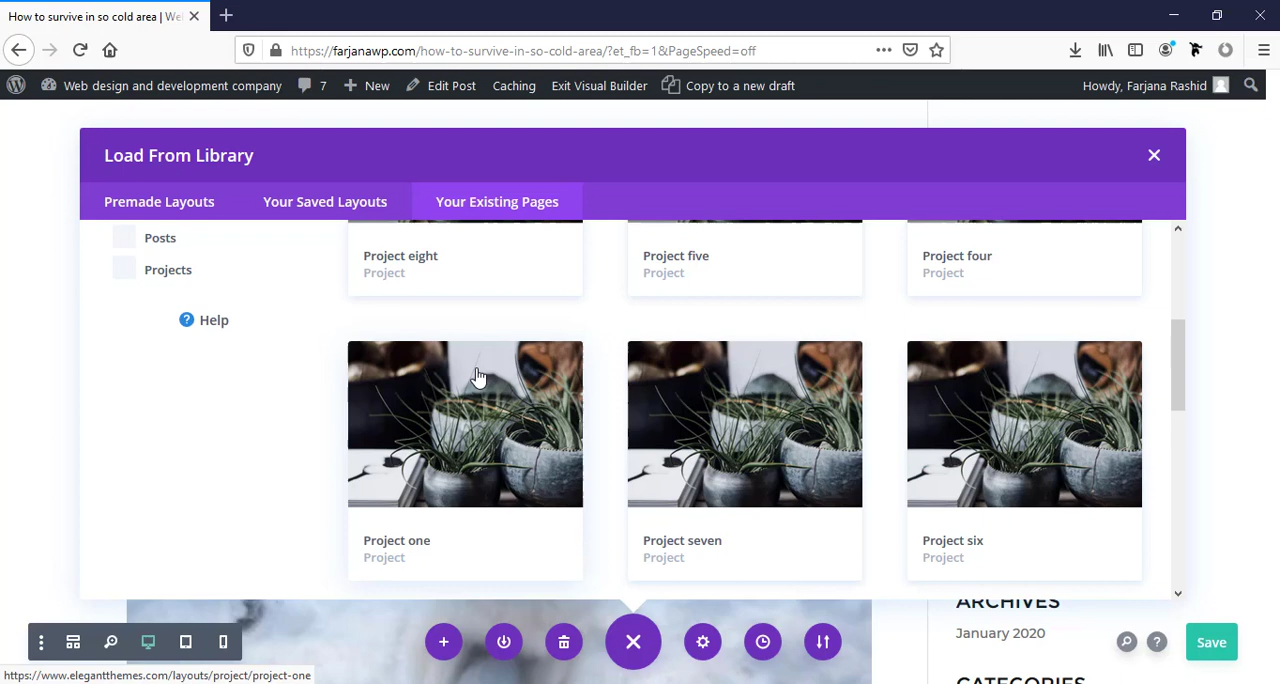 How to survive in so cold area | We
https://farjanawp.com/how-to-survive-in-so-cold-area/?et_fb=1&PageSpeed=off
Web design and development company 7 New Edit Post Caching Exit Visual Builder Copy to a new draft Howdy, Farjana Rashid
Load From Library
Premade Layouts Your Saved Layouts Your Existing Pages
Posts
Projects
Help
Project eight
Project
Project five
Project
Project four
Project
Project one
Project
Project seven
Project
Project six
Project
ARCHIVES
January 2020
Save
https://www.elegantthemes.com/layouts/project/project-one
CATEGORIES